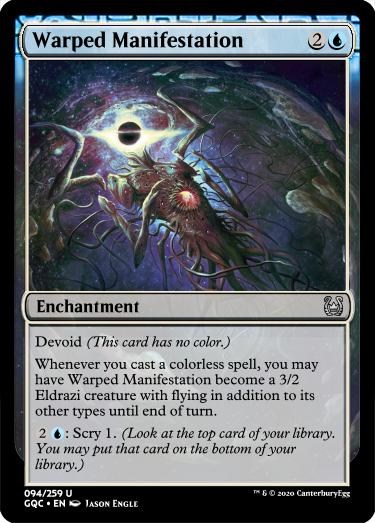 Warped Manifestation 2
Enchantment
Devoid (This card has no color.)
Whenever you cast a colorless spell, you may
have Warped Manifestation become a 3/2
Eldrazi creature with flying in addition to its
other types until end of turn.
2 : Scry 1. (Look at the top card of your library.
You may put that card on the bottom of your
library.)
094/259 U
GQC • EN JASON ENGLE
™ & © 2020 CanterburyEgg